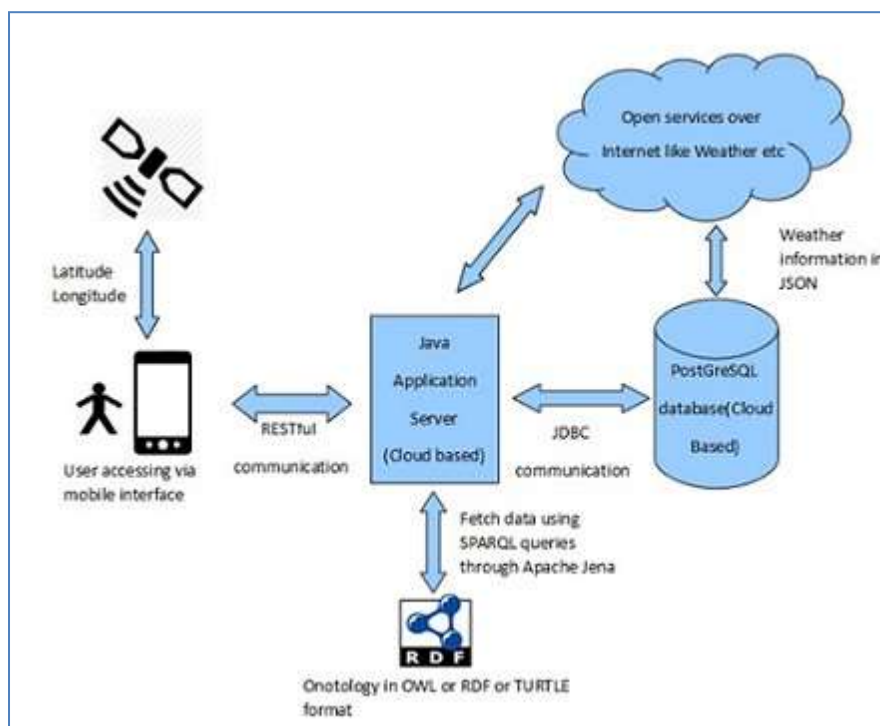 Open services over
Internet like Weather etc
Latitude
Longitude
Weather
information in
JSON
Java
Application
Server
(Cloud based)
PostGreSQL
database(Cloud
Based)
RESTful
communication
JDBC
communication
User accessing via
mobile interface
Fetch data using
SPARQL queries
through Apache Jena
RDF
Onotology in OWL or RDF or TURTLE
format